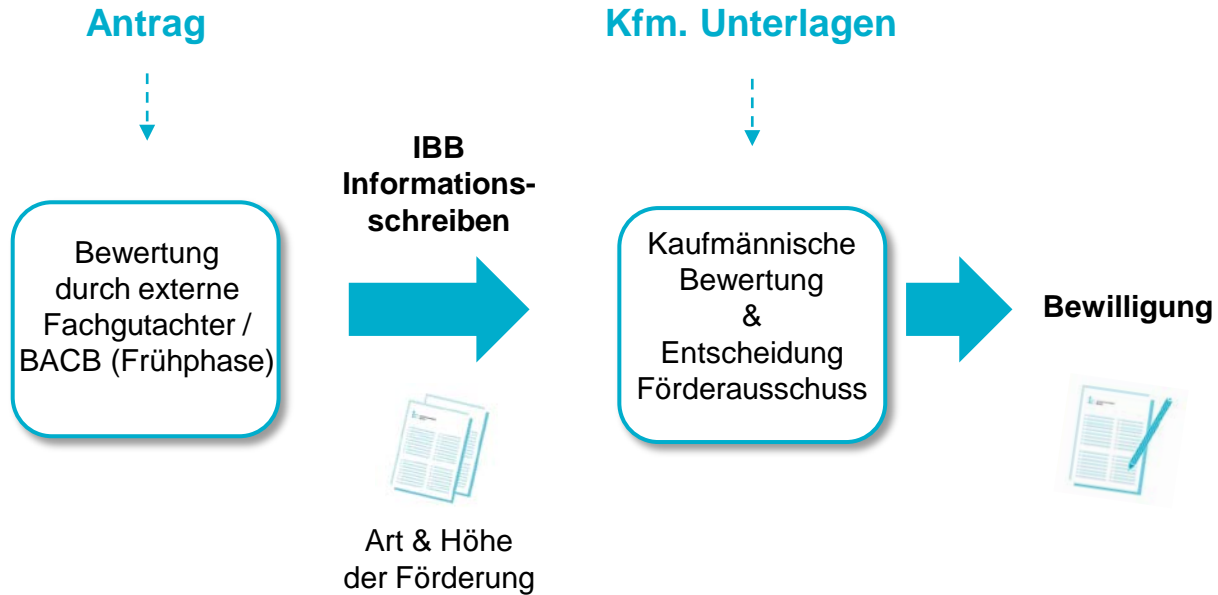 Antrag
Kfm. Unterlagen
IBB
Informations-
schreiben
Bewertung
durch externe
Fachgutachter /
BACB (Frühphase)
Kaufmännische
Bewertung
&
Entscheidung
Förderausschuss
Bewilligung
Art & Höhe
der Förderung